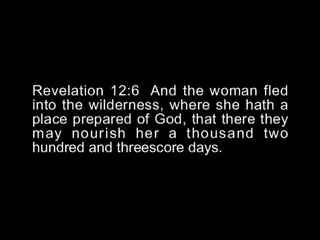 Revelation 12:6 And the woman fled
into the wilderness, where she hath a
place prepared of God, that there they
may nourish her a thousand two
hundred and threescore days.